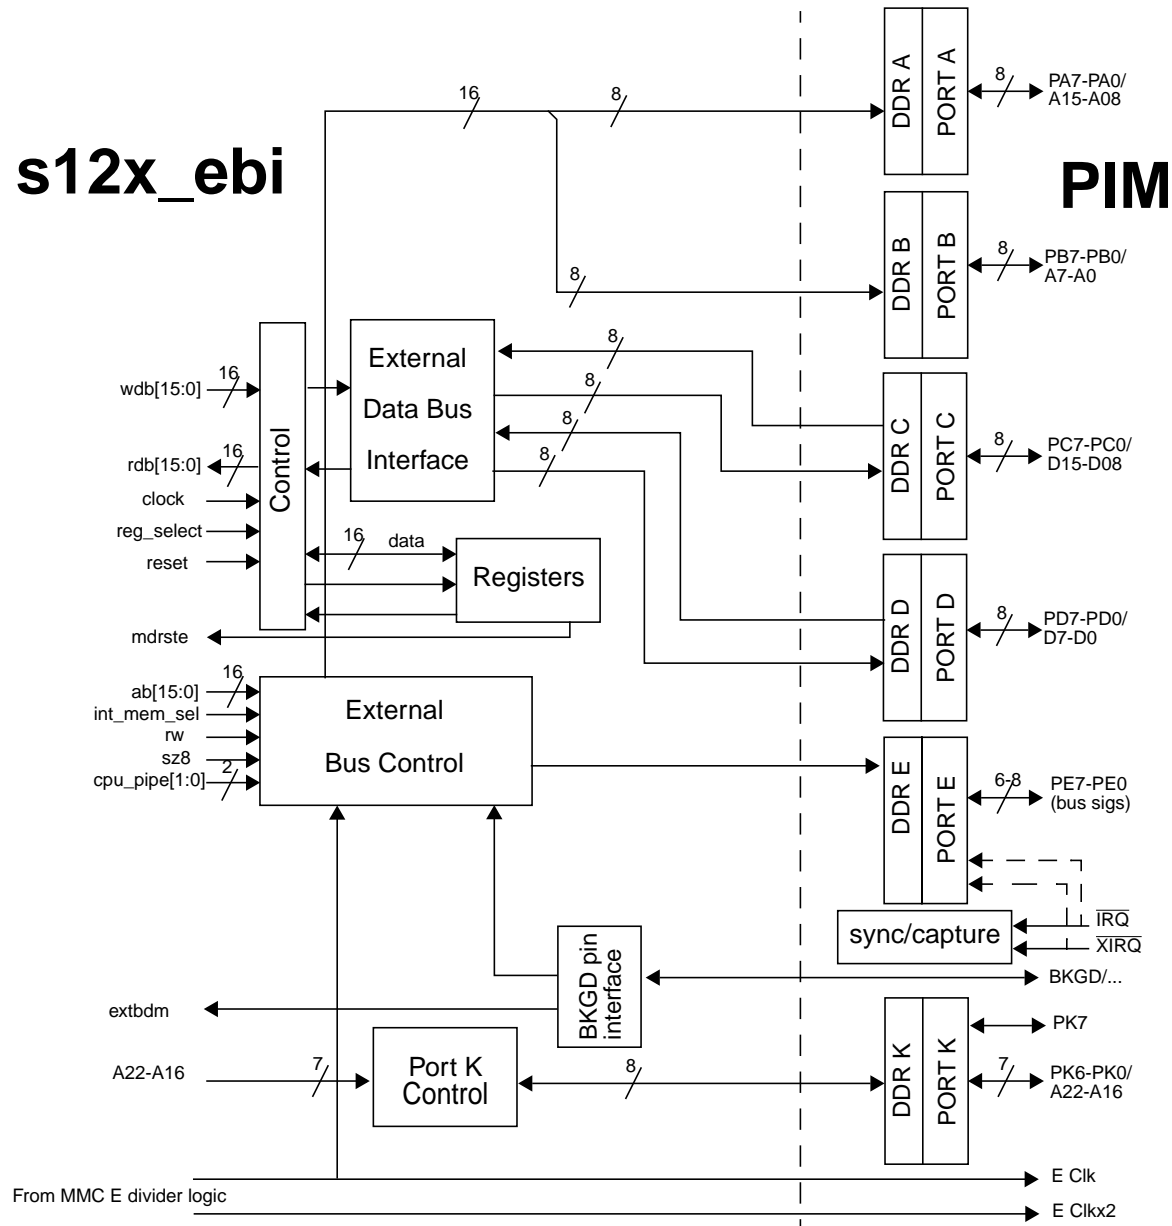 s12x_ebi
PIM
16
8
DDR A
PORT A
8
PA7-PA0/
A15-A08
8
DDR B
PORT B
8
PB7-PB0/
A7-A0
wdb[15:0]
16
rdb[15:0]
16
clock
reg_select
reset
mdrste
Control
External
Data Bus
Interface
8
8
8
8
DDR C
PORT C
8
PC7-PC0/
D15-D08
16
data
Registers
DDR D
PORT D
8
PD7-PD0/
D7-D0
ab[15:0]
16
int_mem_sel
rw
sz8
cpu_pipe[1:0]
2
External
Bus Control
DDR E
PORT E
6-8
PE7-PE0
(bus sigs)
sync/capture
IRQ
XIRQ
BKGD pin
interface
BKGD/...
extbdm
A22-A16
7
Port K
Control
8
DDR K
PORT K
PK7
7
PK6-PK0/
A22-A16
From MMC E divider logic
E Clk
E Clkx2